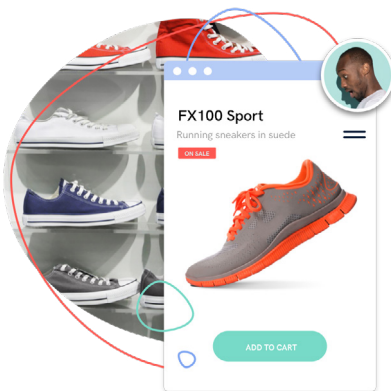 FX100 Sport
Running sneakers in suede
ON SALE
ADD TO CART